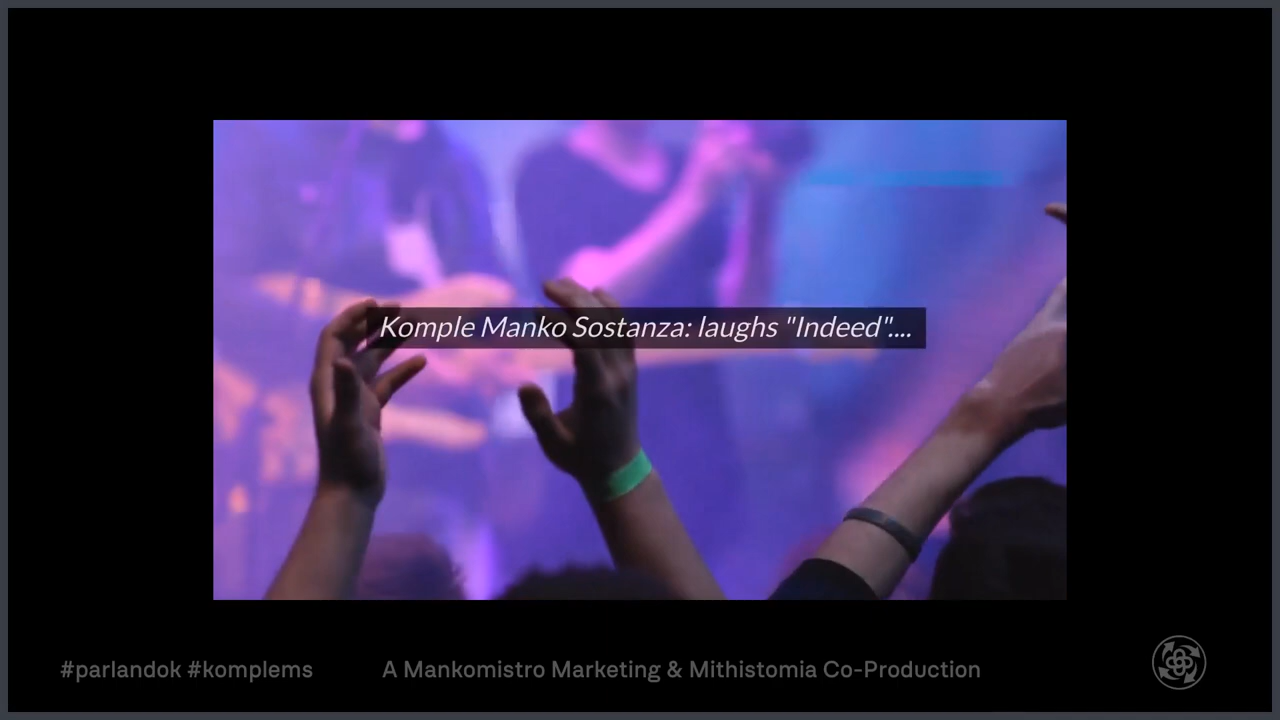 Komple Manko Sostanza: laughs "Indeed"....
#parlandok #komplems
A Mankomistro Marketing & Mithistomia Co-Production